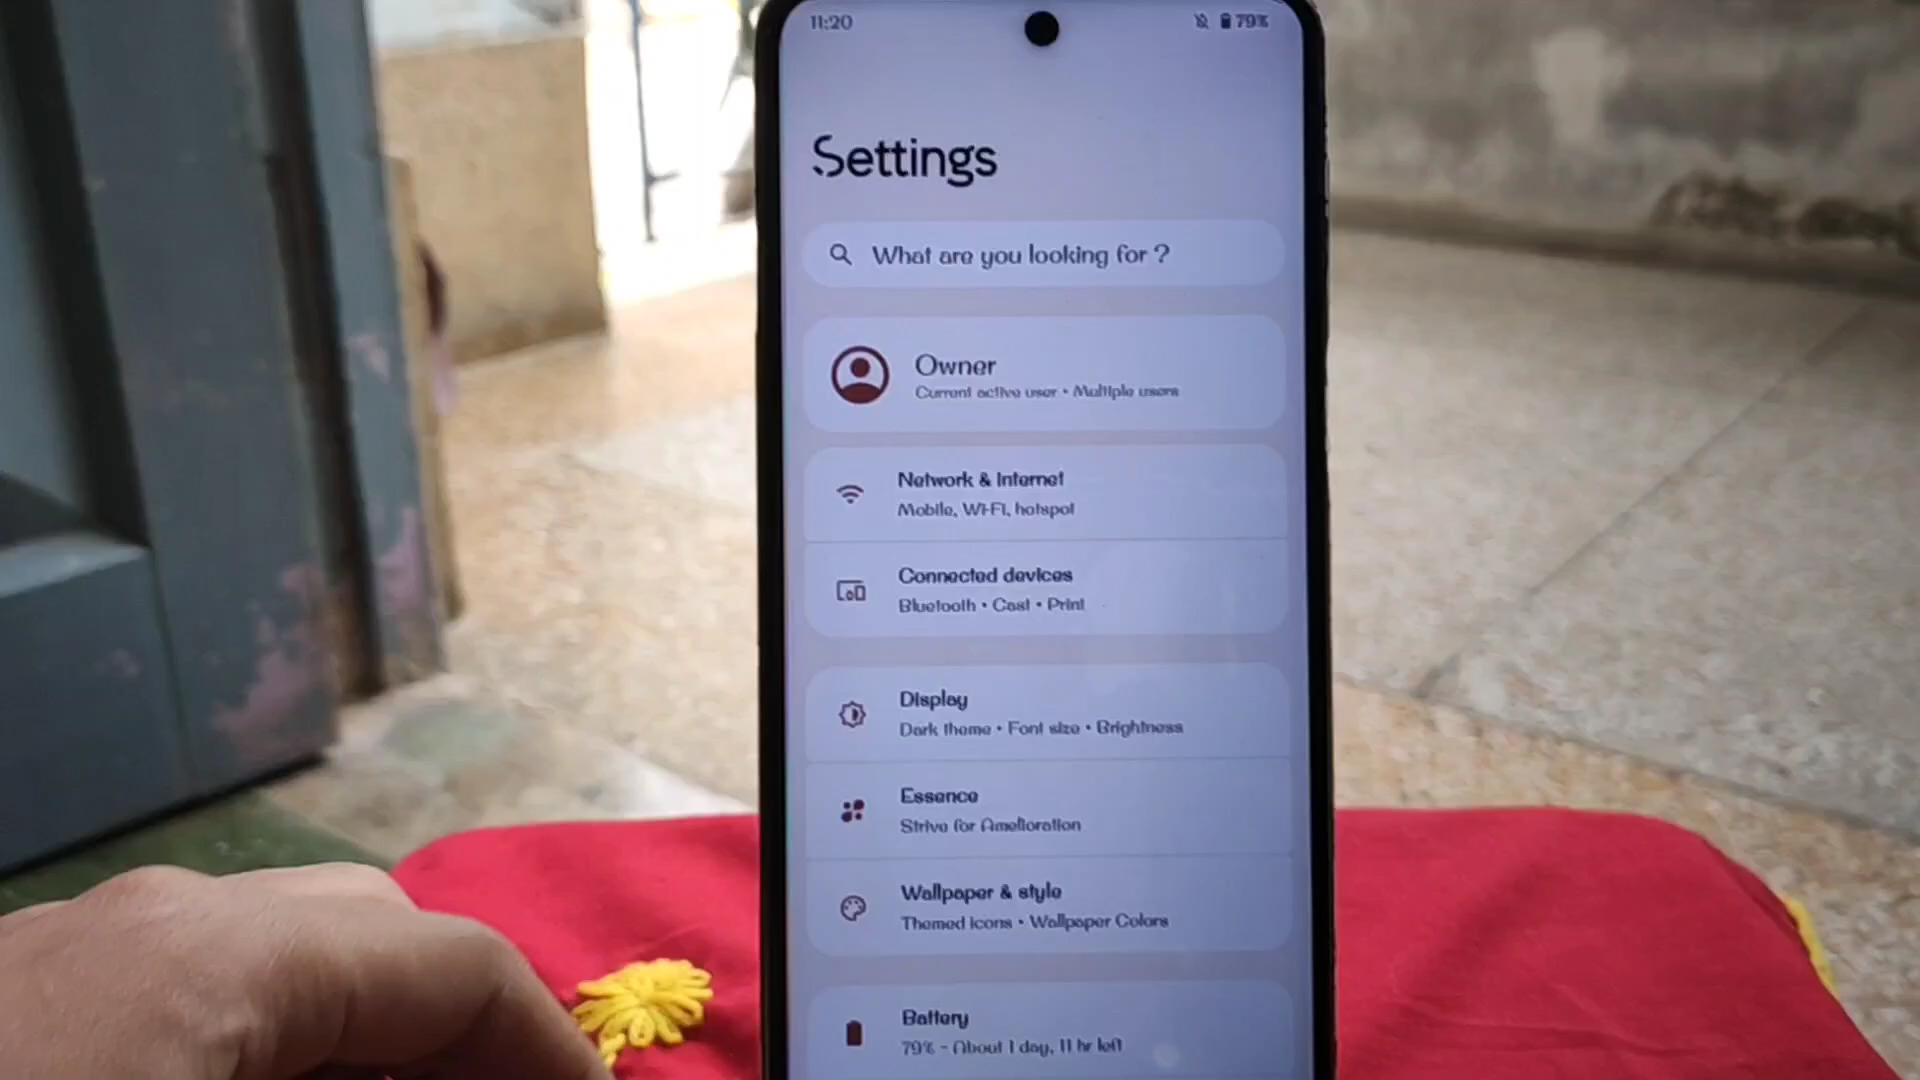 11:20
79%
Settings
What are you looking for ?
Owner
Current active user • Multiple users
Network & Internet
Mobile, Wi-Fi, hotspot
Connected devices
Bluetooth • Cast • Print
Display
Dark theme • Font size • Brightness
Essence
Strive for Amelioration
Wallpaper & style
Themed Icons • Wallpaper Colors
Battery
79% - About 1 day, 11 hr left